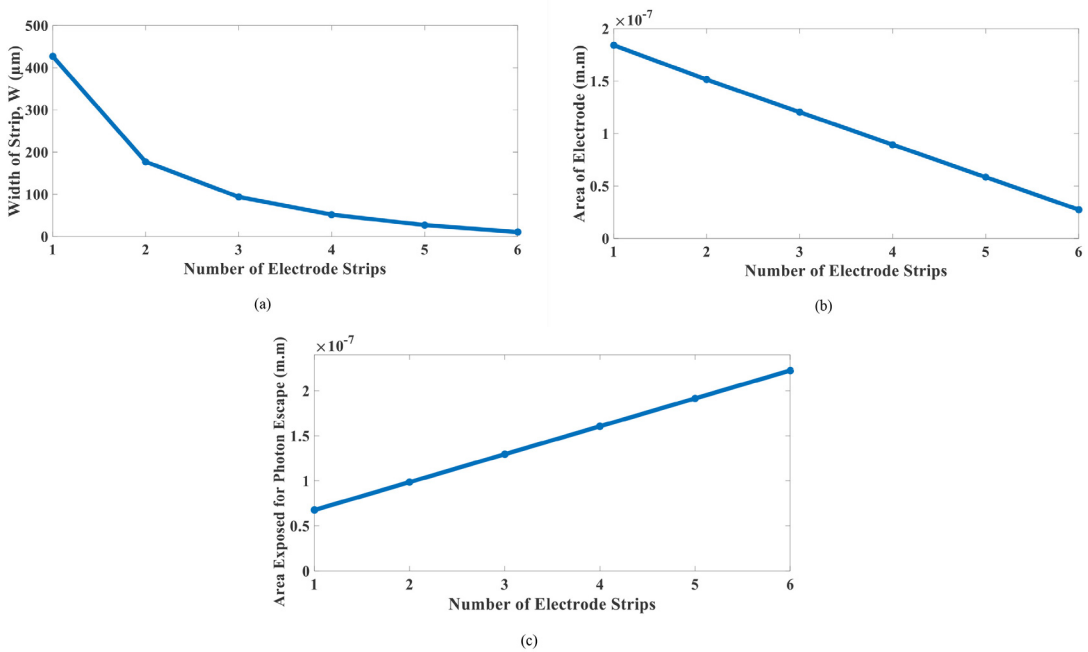 500
400
300
200
100
0
1 2 3 4 5 6
Width of Strip, W (μm)
Number of Electrode Strips
(a)
×10⁻⁷
2
1.5
1
0.5
0
1 2 3 4 5 6
Area of Electrode (m.m)
Number of Electrode Strips
(b)
×10⁻⁷
2
1.5
1
0.5
0
1 2 3 4 5 6
Area Exposed for Photon Escape (m.m)
Number of Electrode Strips
(c)